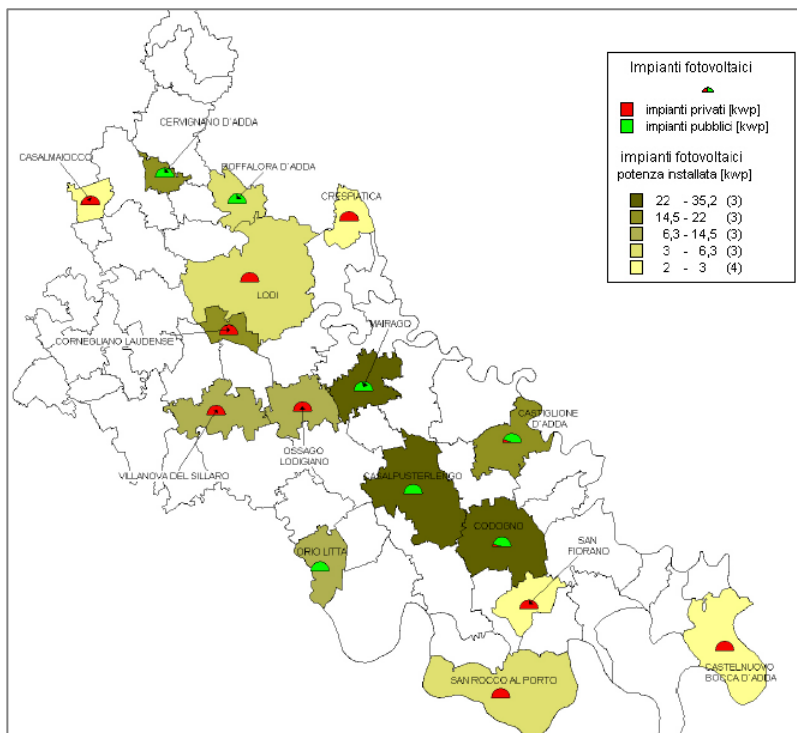 Impianti fotovoltaici
impianti privati [kwp]
impianti pubblici [kwp]
Impianti fotovoltaici
potenza installata [kwp]
22 - 35,2 (3)
14,5 - 22 (3)
6,3 - 14,5 (3)
3 - 6,3 (3)
2 - 3 (4)
CERVIGNANO D'ADDA
CASALMAIOCCO
BOFFALORA D'ADDA
CRESPIATICA
LODI
MAIRAGO
CORNEGLIANO LAUDENSE
CASTIGLIONE
D'ADDA
OSSAGO
LODIGIANO
VILLANOVA DEL SILLARO
CASALPUSTERLENGO
CODOGNO
SAN
FIORANO
ORIO LITTA
CASTELNUOVO
BOCCA D'ADDA
SAN ROCCO AL PORTO